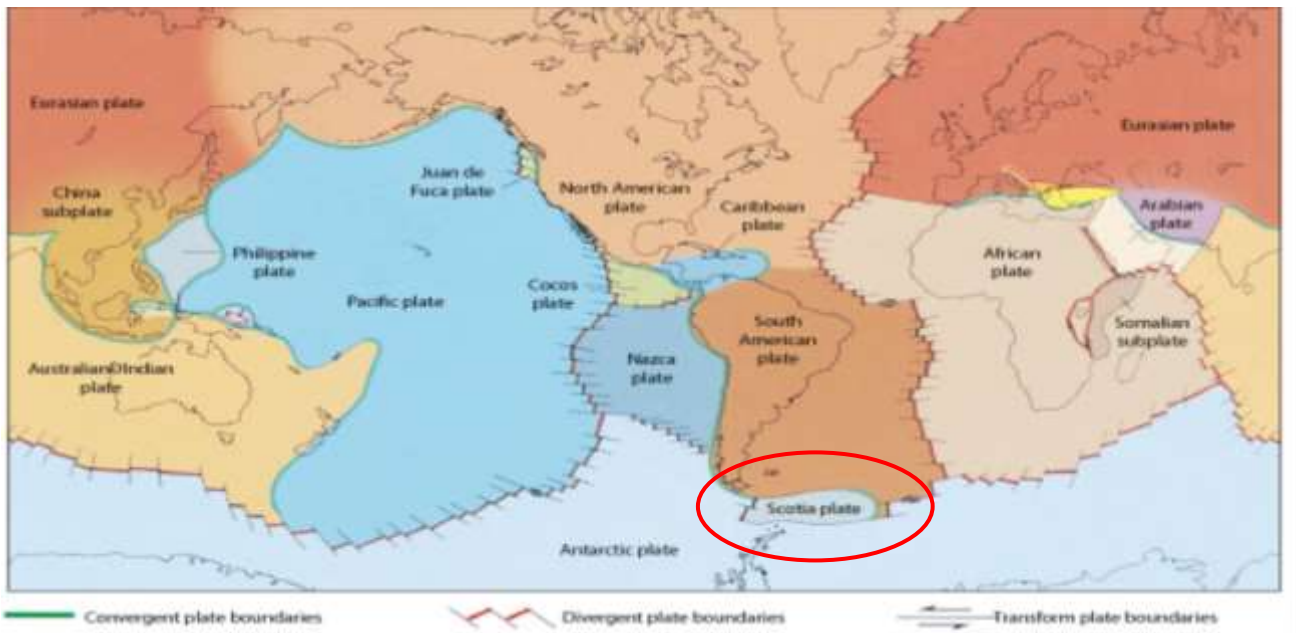 Eurasian plate
China
subplate
Philippine
plate
Pacific plate
Juan de
Fuca plate
North American
plate
Caribbean
plate
Cocos
plate
Nazca
plate
South
American
plate
Scotia plate
Antarctic plate
AustralianDIndian
plate
Eurasian plate
Arabian
plate
African
plate
Somalian
subplate
Convergent plate boundaries
Divergent plate boundaries
Transform plate boundaries